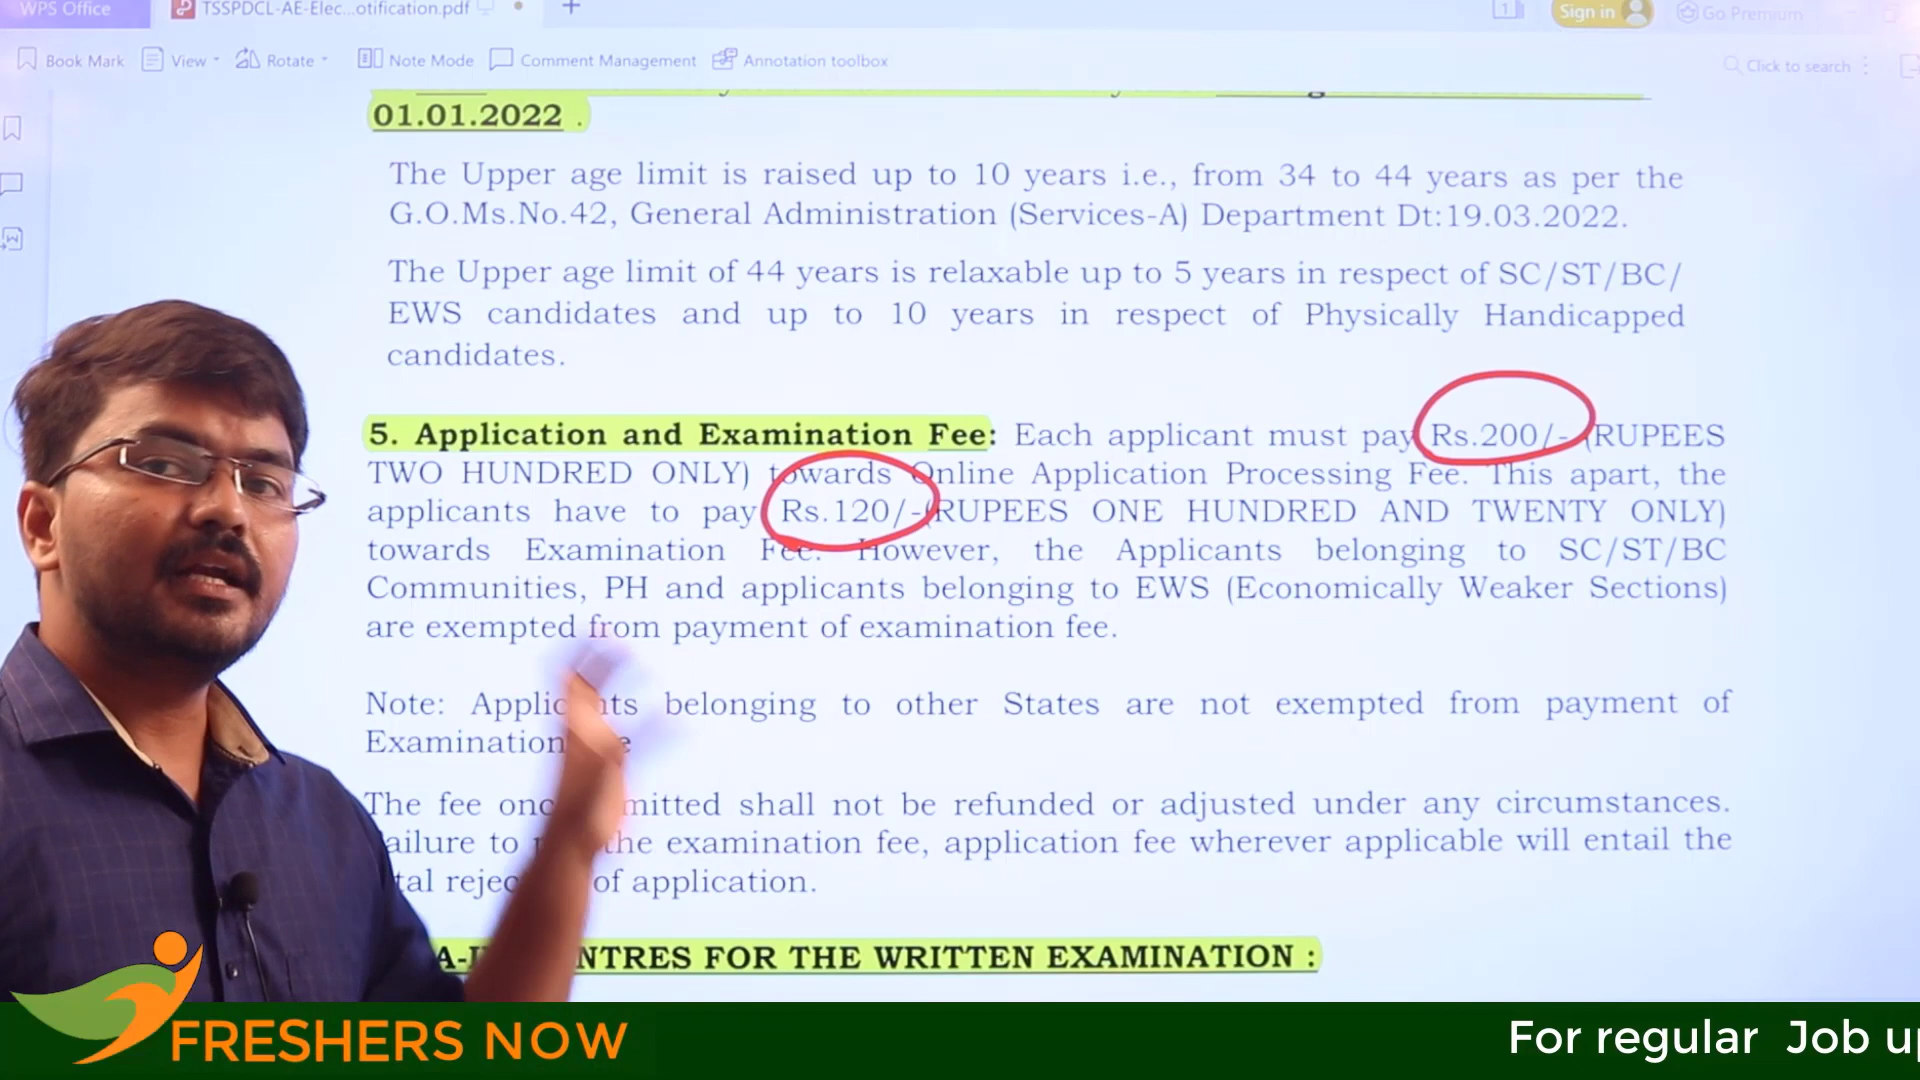 WPS Office
TSSPDCL-AE-Elec...otification.pdf
+
1
Sign in
Go Premium
Book Mark
View
Rotate
Note Mode
Comment Management
Annotation toolbox
Click to search
01.01.2022 .
The Upper age limit is raised up to 10 years i.e., from 34 to 44 years as per the
G.O.Ms.No.42, General Administration (Services-A) Department Dt:19.03.2022.
The Upper age limit of 44 years is relaxable up to 5 years in respect of SC/ST/BC/
EWS candidates and up to 10 years in respect of Physically Handicapped
candidates.
5. Application and Examination Fee: Each applicant must pay Rs.200/- (RUPEES
TWO HUNDRED ONLY) towards Online Application Processing Fee. This apart, the
applicants have to pay Rs.120/-(RUPEES ONE HUNDRED AND TWENTY ONLY)
towards Examination Fee. However, the Applicants belonging to SC/ST/BC
Communities, PH and applicants belonging to EWS (Economically Weaker Sections)
are exempted from payment of examination fee.
Note: Applicants belonging to other States are not exempted from payment of
Examination
The fee mitted shall not be refunded or adjusted under any circumstances.
ailure to the examination fee, application fee wherever applicable will entail the
of application.
NTRES FOR THE WRITTEN EXAMINATION :
FRESHERS NOW
For regular Job up